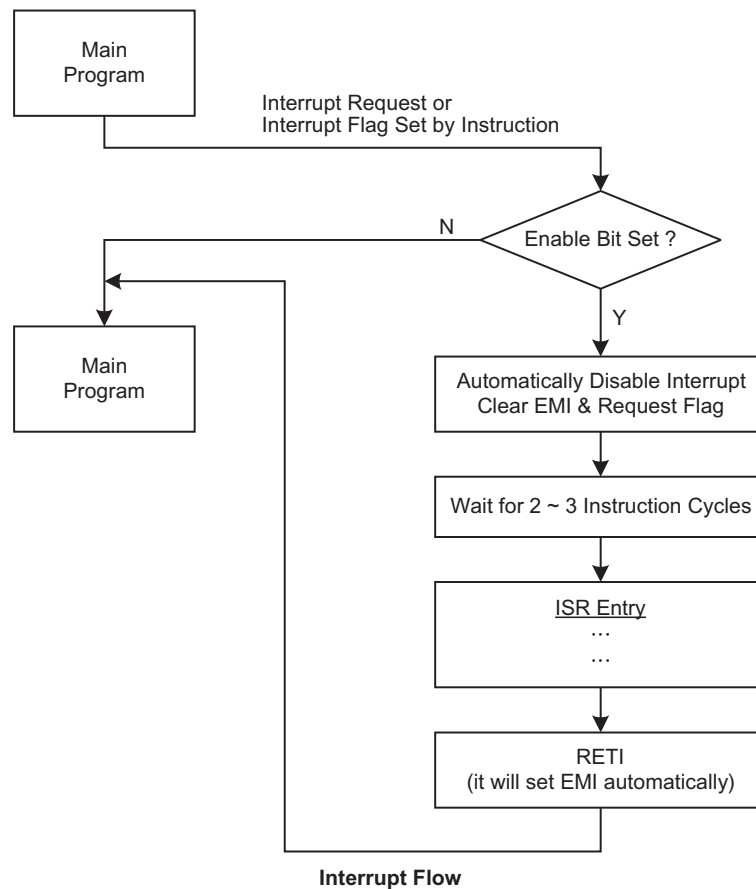 Main
Program
Interrupt Request or
Interrupt Flag Set by Instruction
Enable Bit Set ?
N
Y
Main
Program
Automatically Disable Interrupt
Clear EMI & Request Flag
Wait for 2 ~ 3 Instruction Cycles
ISR Entry
...
...
RETI
(it will set EMI automatically)
Interrupt Flow